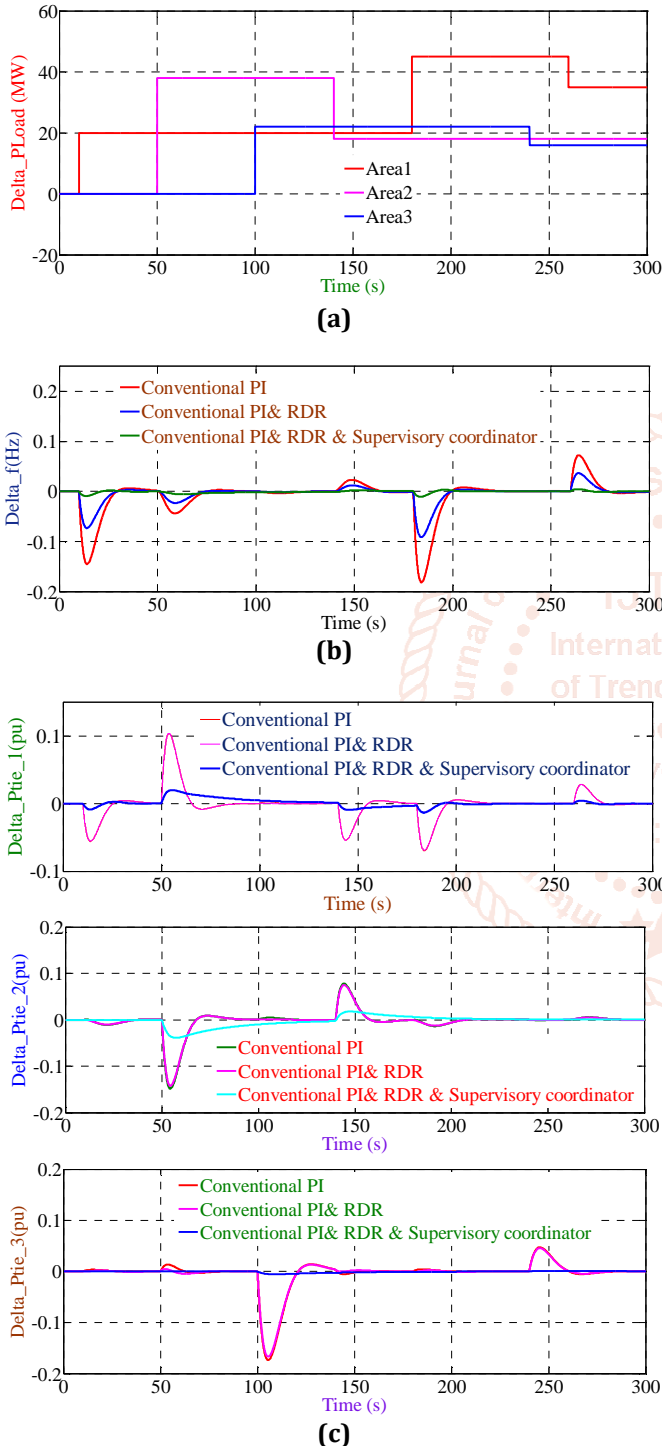 60
40
20
0
-20
Delta_PLoad (MW)
Area1
Area2
Area3
0 50 100 150 200 250 300
Time (s)
(a)
0.2
0.1
0
-0.1
-0.2
Delta_f(Hz)
Conventional PI
Conventional PI& RDR
Conventional PI& RDR & Supervisory coordinator
0 50 100 150 200 250 300
Time (s)
(b)
Internat
of Trend
0.1
0
-0.1
Delta_Ptie_1(pu)
Conventional PI
Conventional PI& RDR
Conventional PI& RDR & Supervisory coordinator
0 50 100 150 200 250 300
Time (s)
0.2
0.1
0
-0.1
-0.2
Delta_Ptie_2(pu)
Conventional PI
Conventional PI& RDR
Conventional PI& RDR & Supervisory coordinator
0 50 100 150 200 250 300
Time (s)
0.2
0.1
0
-0.1
-0.2
Delta_Ptie_3(pu)
Conventional PI
Conventional PI& RDR
Conventional PI& RDR & Supervisory coordinator
0 50 100 150 200 250 300
Time (s)
(c)